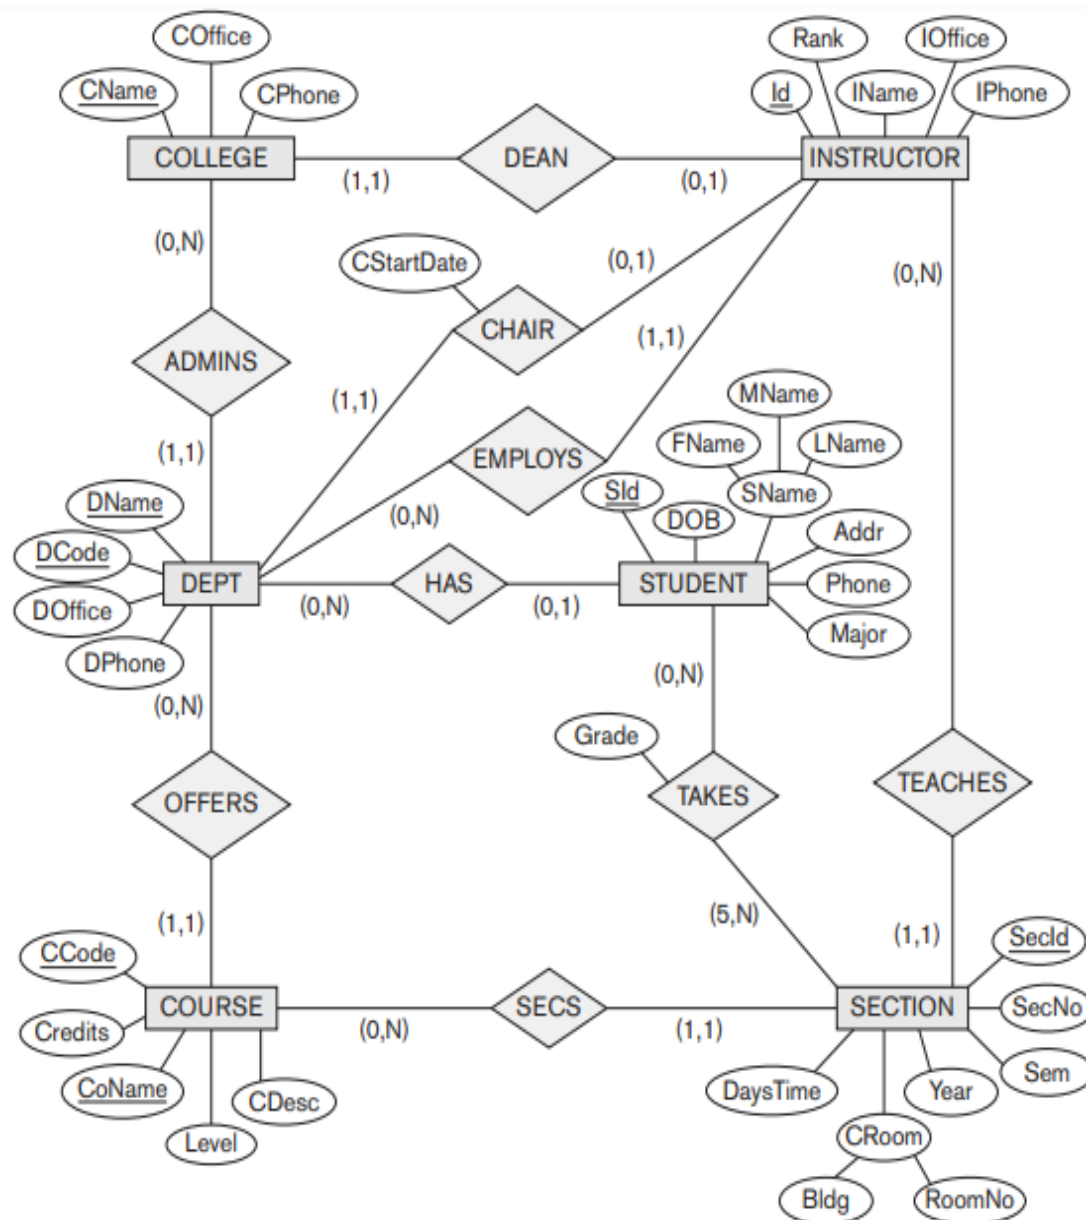 COffice
CName
CPhone
COLLEGE
Rank
IOffice
Id
IName
IPhone
INSTRUCTOR
DEAN
(1,1)
(0,1)
(0,N)
CStartDate
(0,1)
(0,N)
CHAIR
ADMINS
(1,1)
(1,1)
MName
(1,1)
FName
LName
EMPLOYS
SId
SName
DName
(0,N)
DOB
Addr
DCode
DEPT
HAS
STUDENT
Phone
DOffice
(0,N)
(0,1)
Major
DPhone
(0,N)
(0,N)
Grade
OFFERS
TAKES
TEACHES
(1,1)
(5,N)
(1,1)
CCode
SecId
COURSE
SECS
SECTION
SecNo
Credits
(0,N)
(1,1)
CoName
CDesc
DaysTime
Year
Sem
Level
CRoom
Bldg
RoomNo